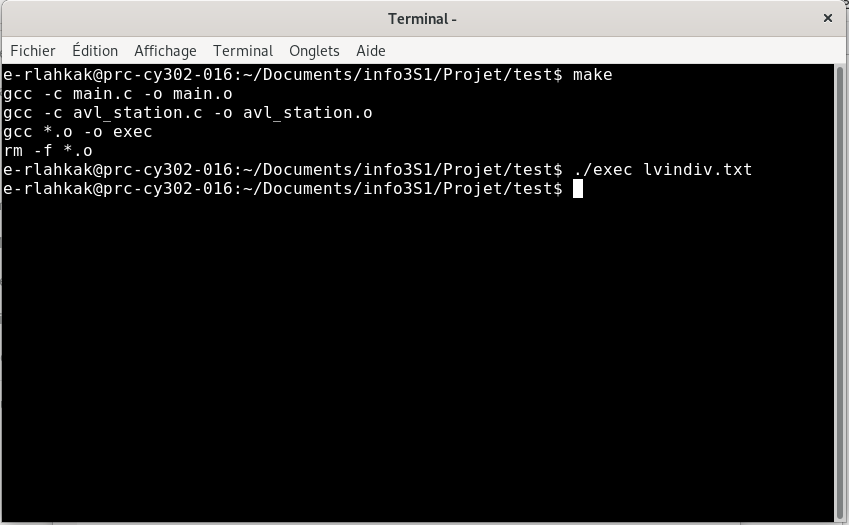 Terminal -
Fichier Édition Affichage Terminal Onglets Aide
e-rlahkak@prc-cy302-016:~/Documents/info3S1/Projet/test$ make
gcc -c main.c -o main.o
gcc -c avl_station.c -o avl_station.o
gcc *.o -o exec
rm -f *.o
e-rlahkak@prc-cy302-016:~/Documents/info3S1/Projet/test$ ./exec lvindiv.txt
e-rlahkak@prc-cy302-016:~/Documents/info3S1/Projet/test$